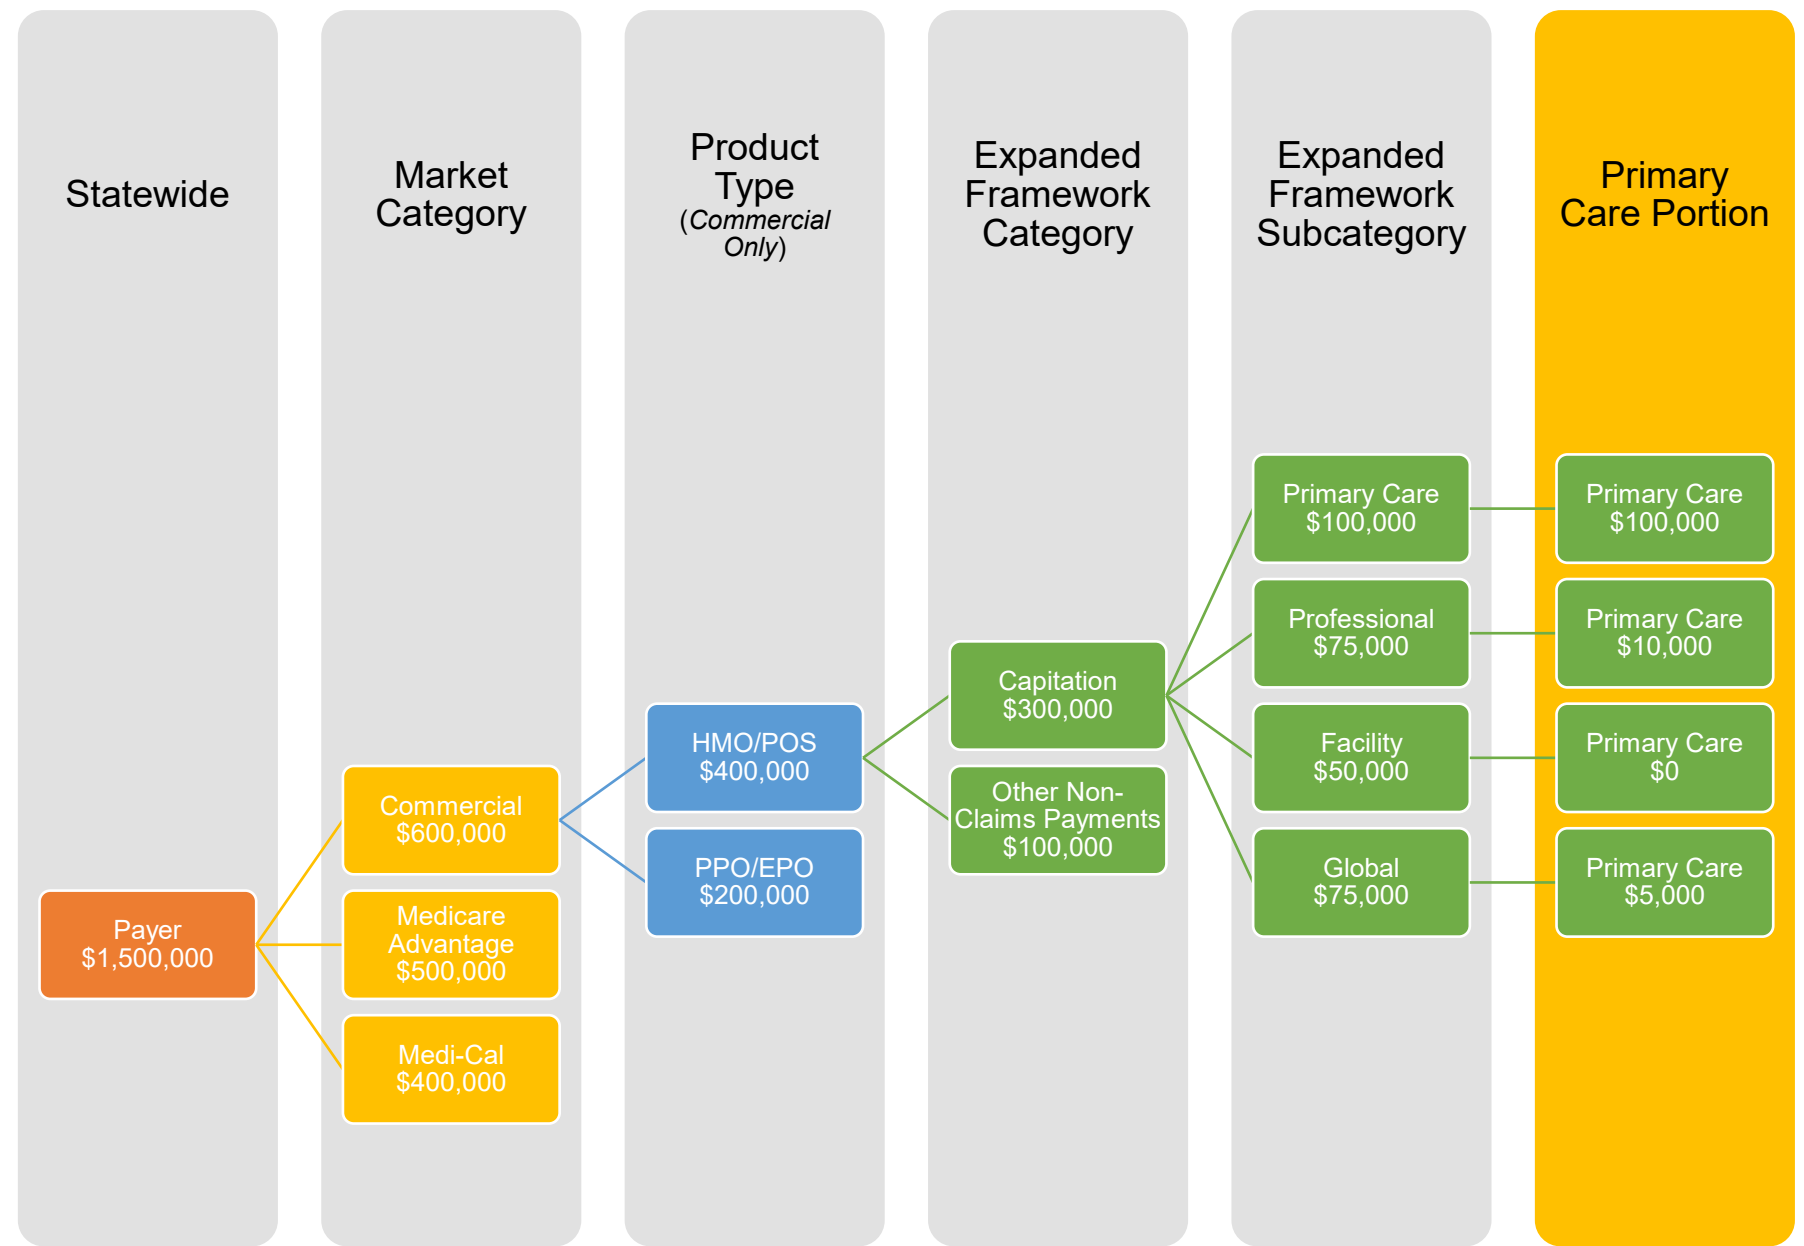 Statewide
Market
Category
Product
Type
(Commercial
Only)
Expanded
Framework
Category
Expanded
Framework
Subcategory
Primary
Care Portion
Payer
$1,500,000
Commercial
$600,000
Medicare
Advantage
$500,000
Medi-Cal
$400,000
HMO/POS
$400,000
PPO/EPO
$200,000
Capitation
$300,000
Other Non-
Claims Payments
$100,000
Primary Care
$100,000
Professional
$75,000
Facility
$50,000
Global
$75,000
Primary Care
$100,000
Primary Care
$10,000
Primary Care
$0
Primary Care
$5,000